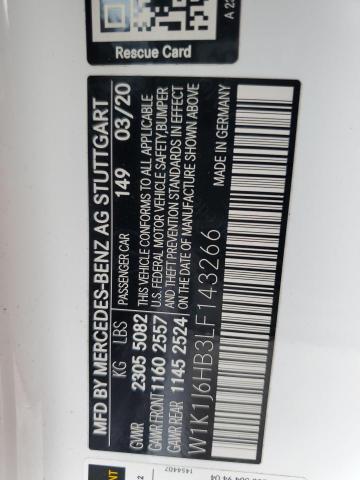 Rescue Card
A 23
MFD BY MERCEDES-BENZ AG STUTTGART
KG LBS PASSENGER CAR 149 03/20
GVWR 2305 5082 THIS VEHICLE CONFORMS TO ALL APPLICABLE
GAWR FRONT 1160 2557 U.S. FEDERAL MOTOR VEHICLE SAFETY,BUMPER
GAWR REAR 1145 2524 AND THEFT PREVENTION STANDARDS IN EFFECT
ON THE DATE OF MANUFACTURE SHOWN ABOVE
W1K1J6HB3LF143266 MADE IN GERMANY
1454407